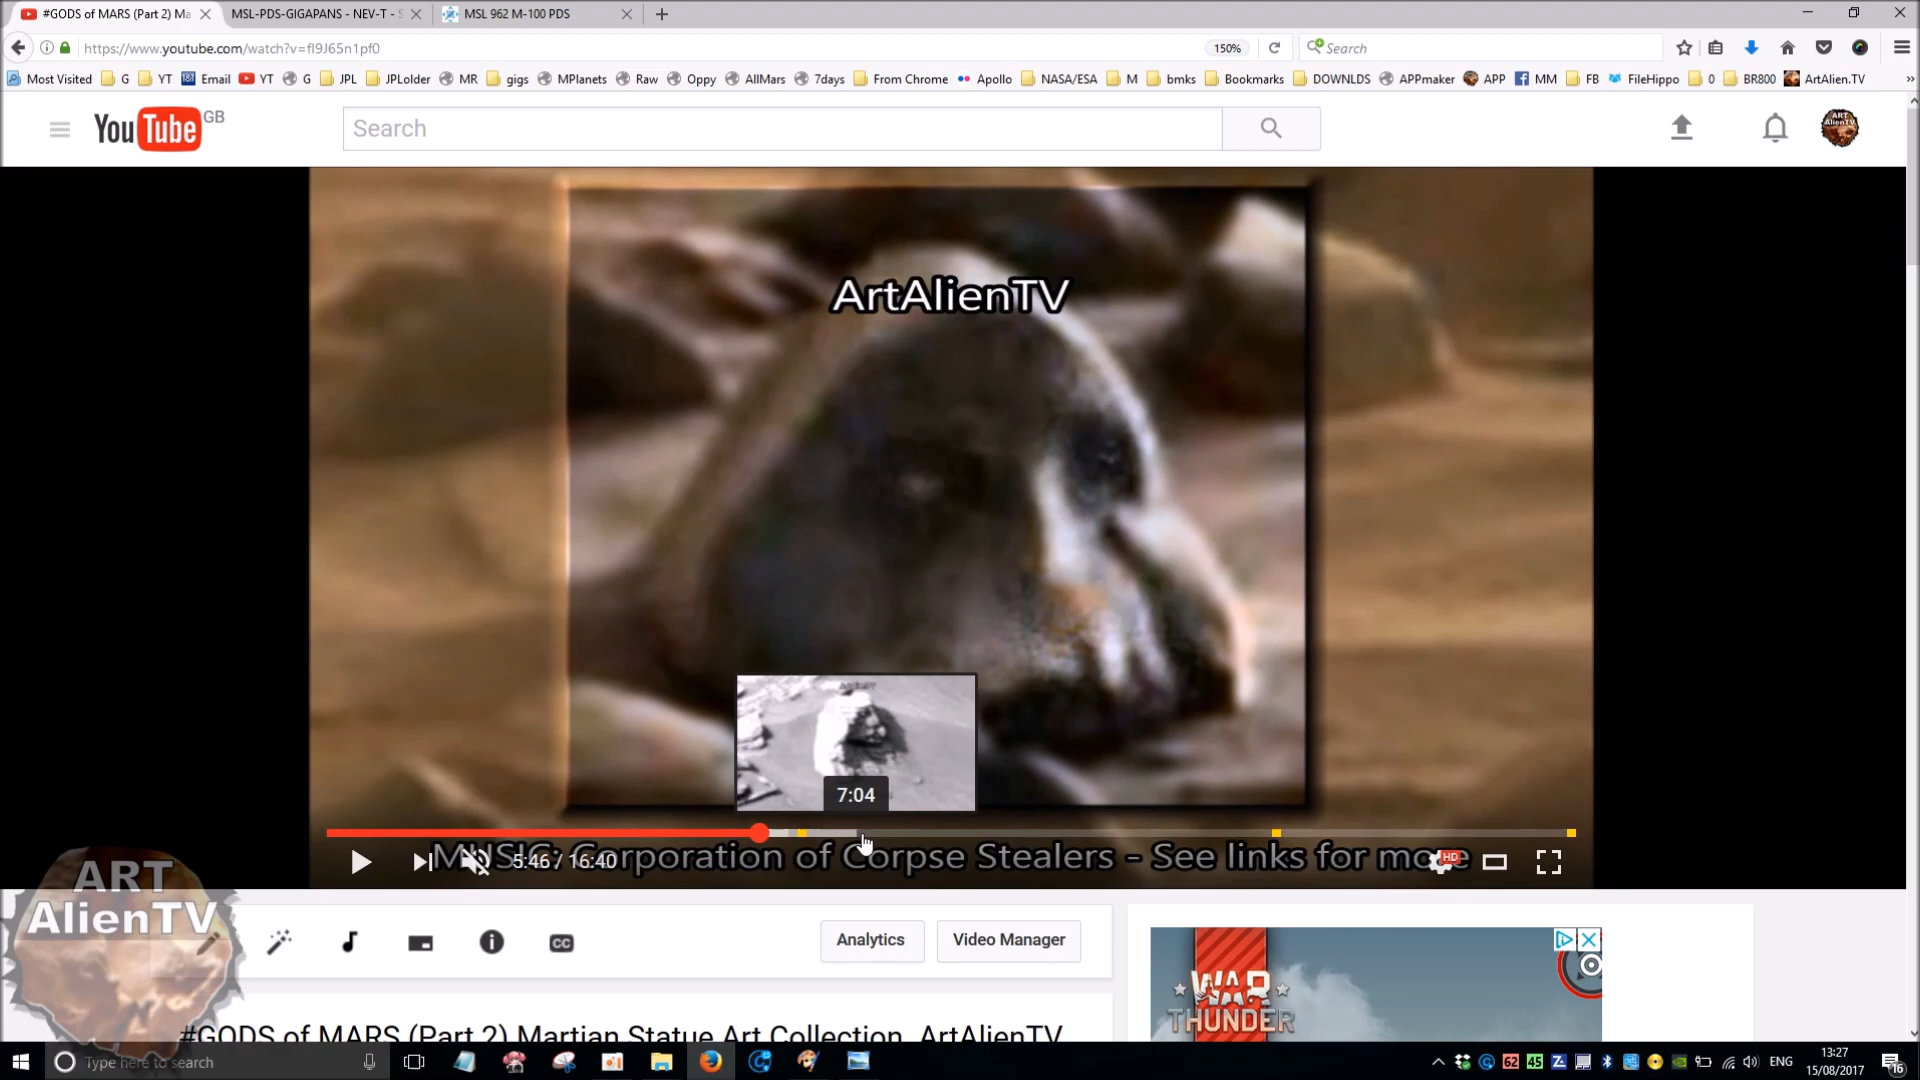 #GODS of MARS (Part 2) Ma
MSL-PDS-GIGAPANS - NEV-T - S
MSL 962 M-100 PDS
https://www.youtube.com/watch?v=fI9J65n1pf0
150%
Search
Most Visited G YT Email YT G JPL JPLolder MR gigs MPlanets Raw Oppy AllMars 7days From Chrome Apollo NASA/ESA M bmks Bookmarks DOWNLDS APPmaker APP MM FB FileHippo 0 BR800 ArtAlien.TV
YouTube GB
Search
ArtAlienTV
7:04
MUSIC: Corporation of Corpse Stealers - See links for more
5:46 / 16:40
HD
ART
AlienTV
CC
Analytics
Video Manager
WAR
THUNDER
#GODS of MARS (Part 2) Martian Statue Art Collection. ArtAlienTV
Type here to search
62 45
ENG
13:27
15/08/2017
16